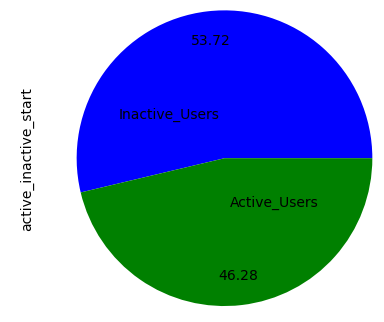 53.72
Inactive_Users
active_inactive_start
Active_Users
46.28